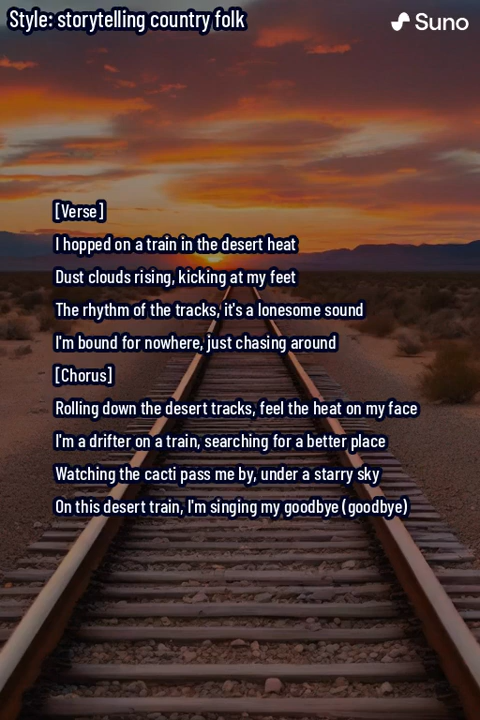 Style: storytelling country folk
Suno
[Verse]
I hopped on a train in the desert heat
Dust clouds rising, kicking at my feet
The rhythm of the tracks, it's a lonesome sound
I'm bound for nowhere, just chasing around
[Chorus]
Rolling down the desert tracks, feel the heat on my face
I'm a drifter on a train, searching for a better place
Watching the cacti pass me by, under a starry sky
On this desert train, I'm singing my goodbye (goodbye)